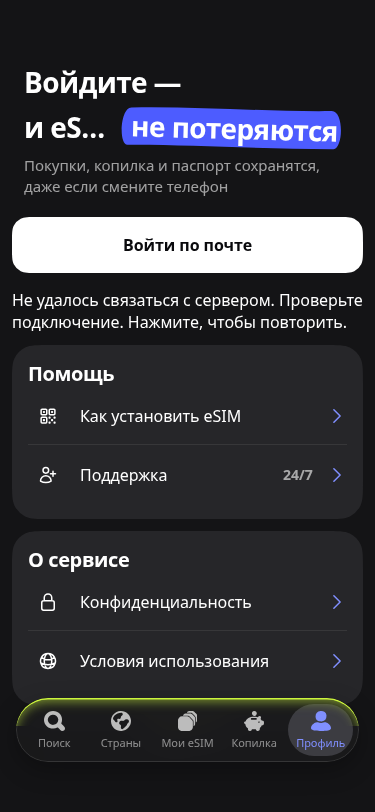 Войдите —
и eS... не потеряются
Покупки, копилка и паспорт сохранятся,
даже если смените телефон
Войти по почте
Не удалось связаться с сервером. Проверьте
подключение. Нажмите, чтобы повторить.
Помощь
Как установить eSIM
Поддержка 24/7
О сервисе
Конфиденциальность
Условия использования
Поиск Страны Мои eSIM Копилка Профиль